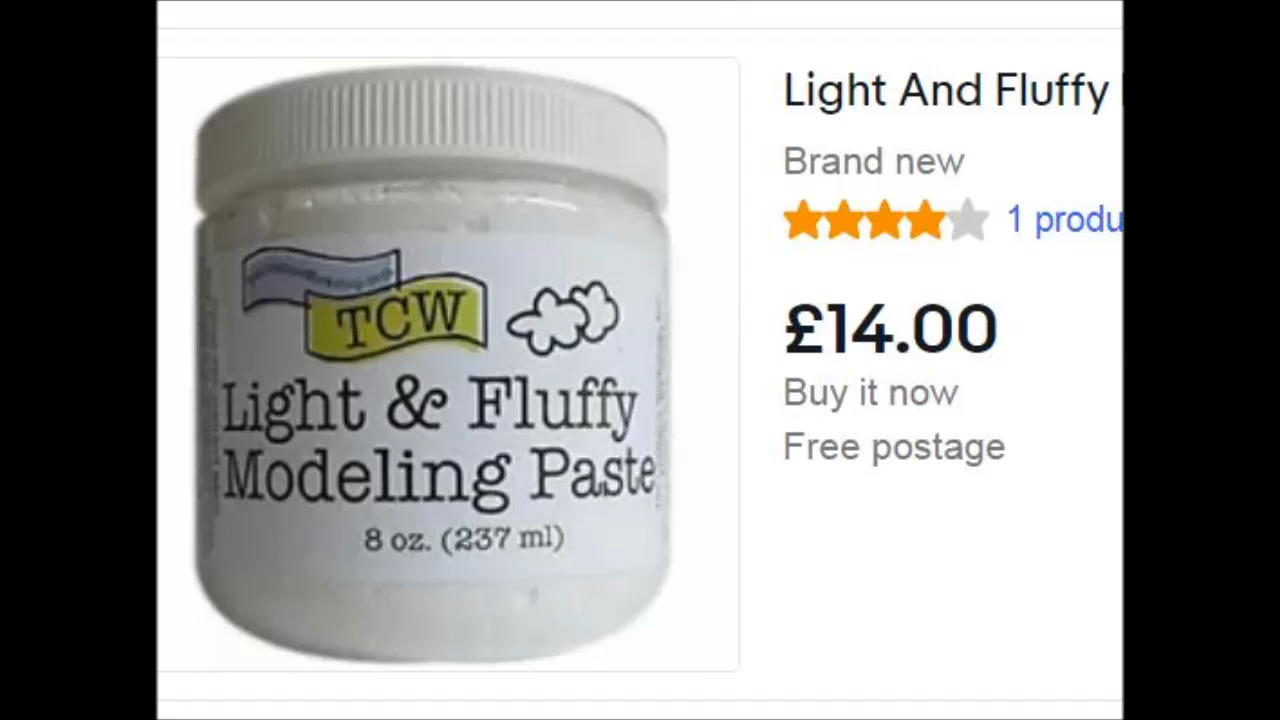 TCW
Light & Fluffy
Modeling Paste
8 oz. (237 ml)
Light And Fluffy
Brand new
1 produ
£14.00
Buy it now
Free postage